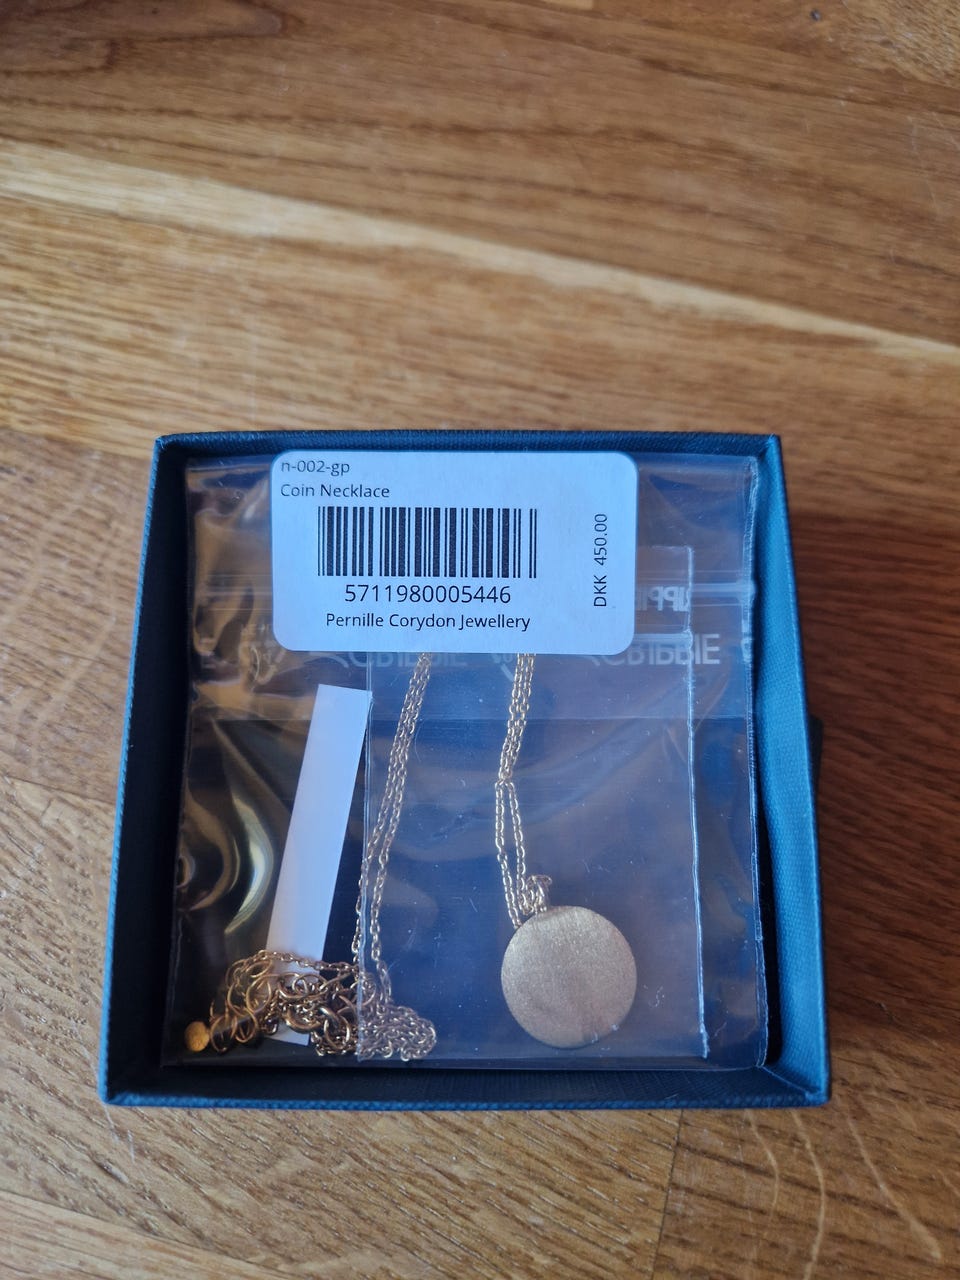 n-002-gp
Coin Necklace
5711980005446
Pernille Corydon Jewellery
DKK 450.00